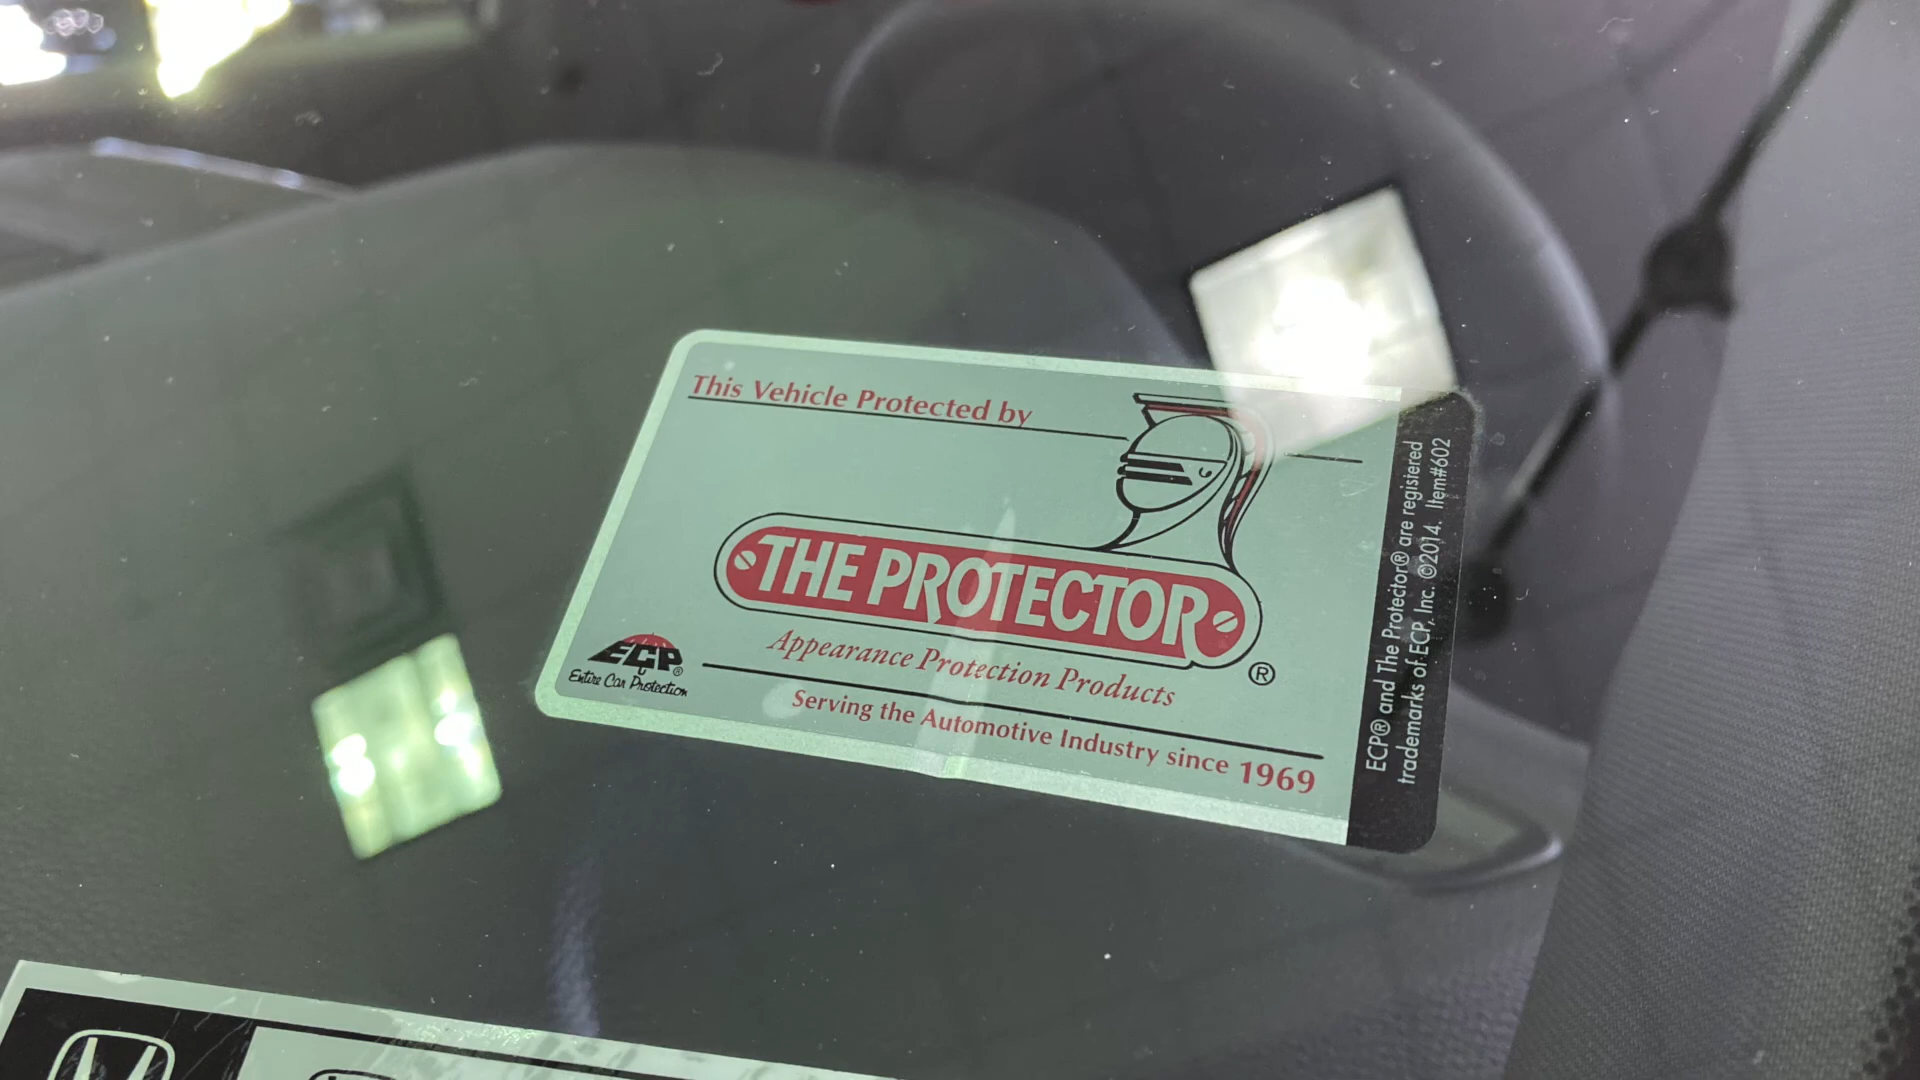 This Vehicle Protected by
THE PROTECTOR®
Appearance Protection Products
ECP®
Entire Car Protection
Serving the Automotive Industry since 1969
ECP® and The Protector® are registered
trademarks of ECP, Inc. ©2014. Item#602